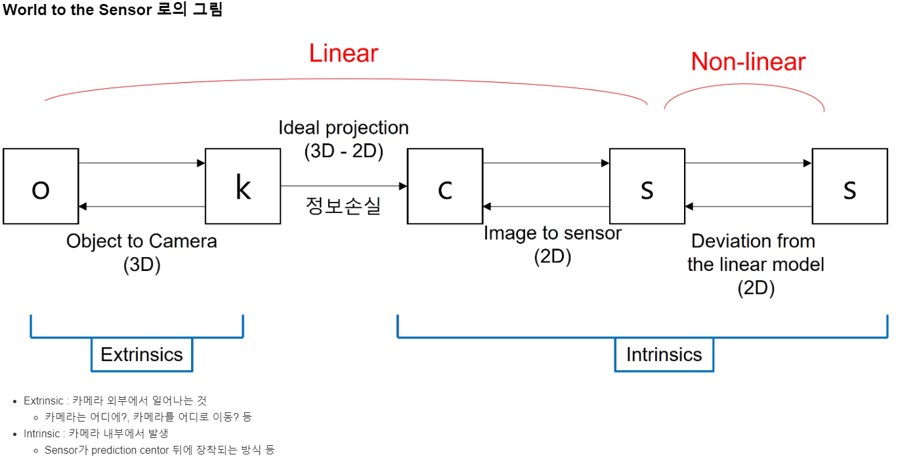 World to the Sensor 로의 그림
Linear
Non-linear
Ideal projection
(3D - 2D)
o
k
c
s
s
정보손실
Object to Camera
(3D)
Image to sensor
(2D)
Deviation from
the linear model
(2D)
Extrinsics
Intrinsics
Extrinsic : 카메라 외부에서 일어나는 것
카메라는 어디에?, 카메라를 어디로 이동? 등
Intrinsic : 카메라 내부에서 발생
Sensor가 prediction centor 뒤에 장착되는 방식 등